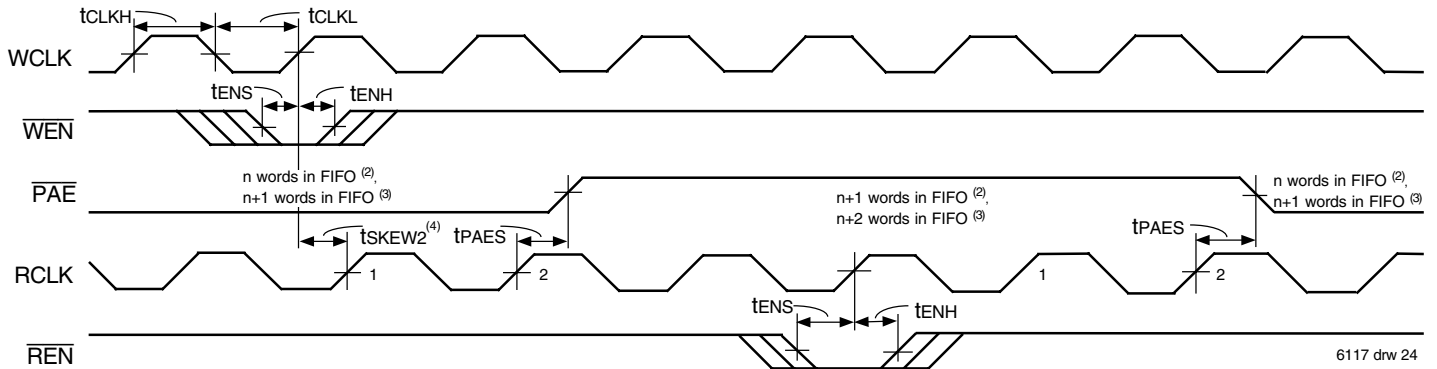 tCLKH tCLKL
WCLK
tENS tENH
WEN
PAE
n words in FIFO (2),
n+1 words in FIFO (3)
n+1 words in FIFO (2),
n+2 words in FIFO (3)
n words in FIFO (2),
n+1 words in FIFO (3)
tSKEW2(4) tPAES tPAES
RCLK
1 2 1 2
tENS tENH
REN
6117 drw 24